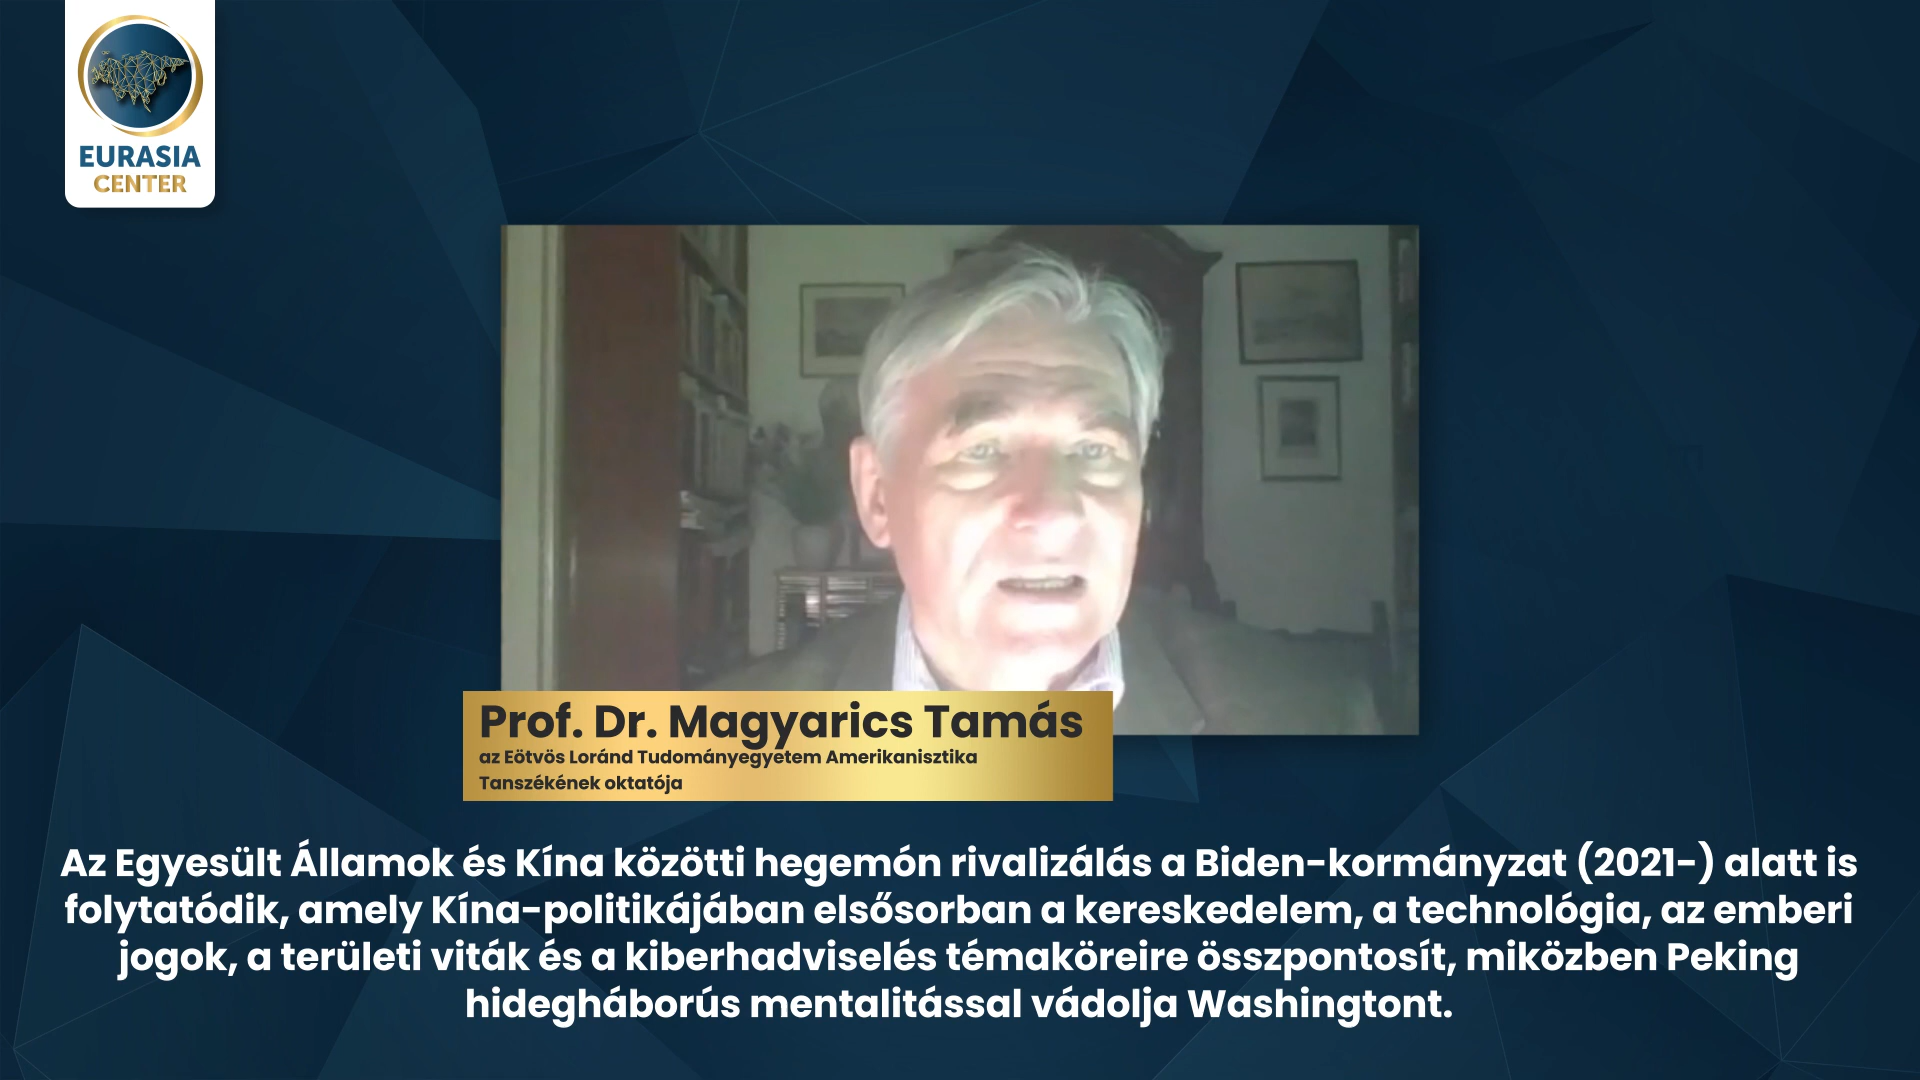 EURASIA
CENTER
Prof. Dr. Magyarics Tamás
az Eötvös Loránd Tudományegyetem Amerikanisztika
Tanszékének oktatója
Az Egyesült Államok és Kína közötti hegemón rivalizálás a Biden-kormányzat (2021-) alatt is
folytatódik, amely Kína-politikájában elsősorban a kereskedelem, a technológia, az emberi
jogok, a területi viták és a kiberhadviselés témaköreire összpontosít, miközben Peking
hidegháborús mentalitással vádolja Washingtont.